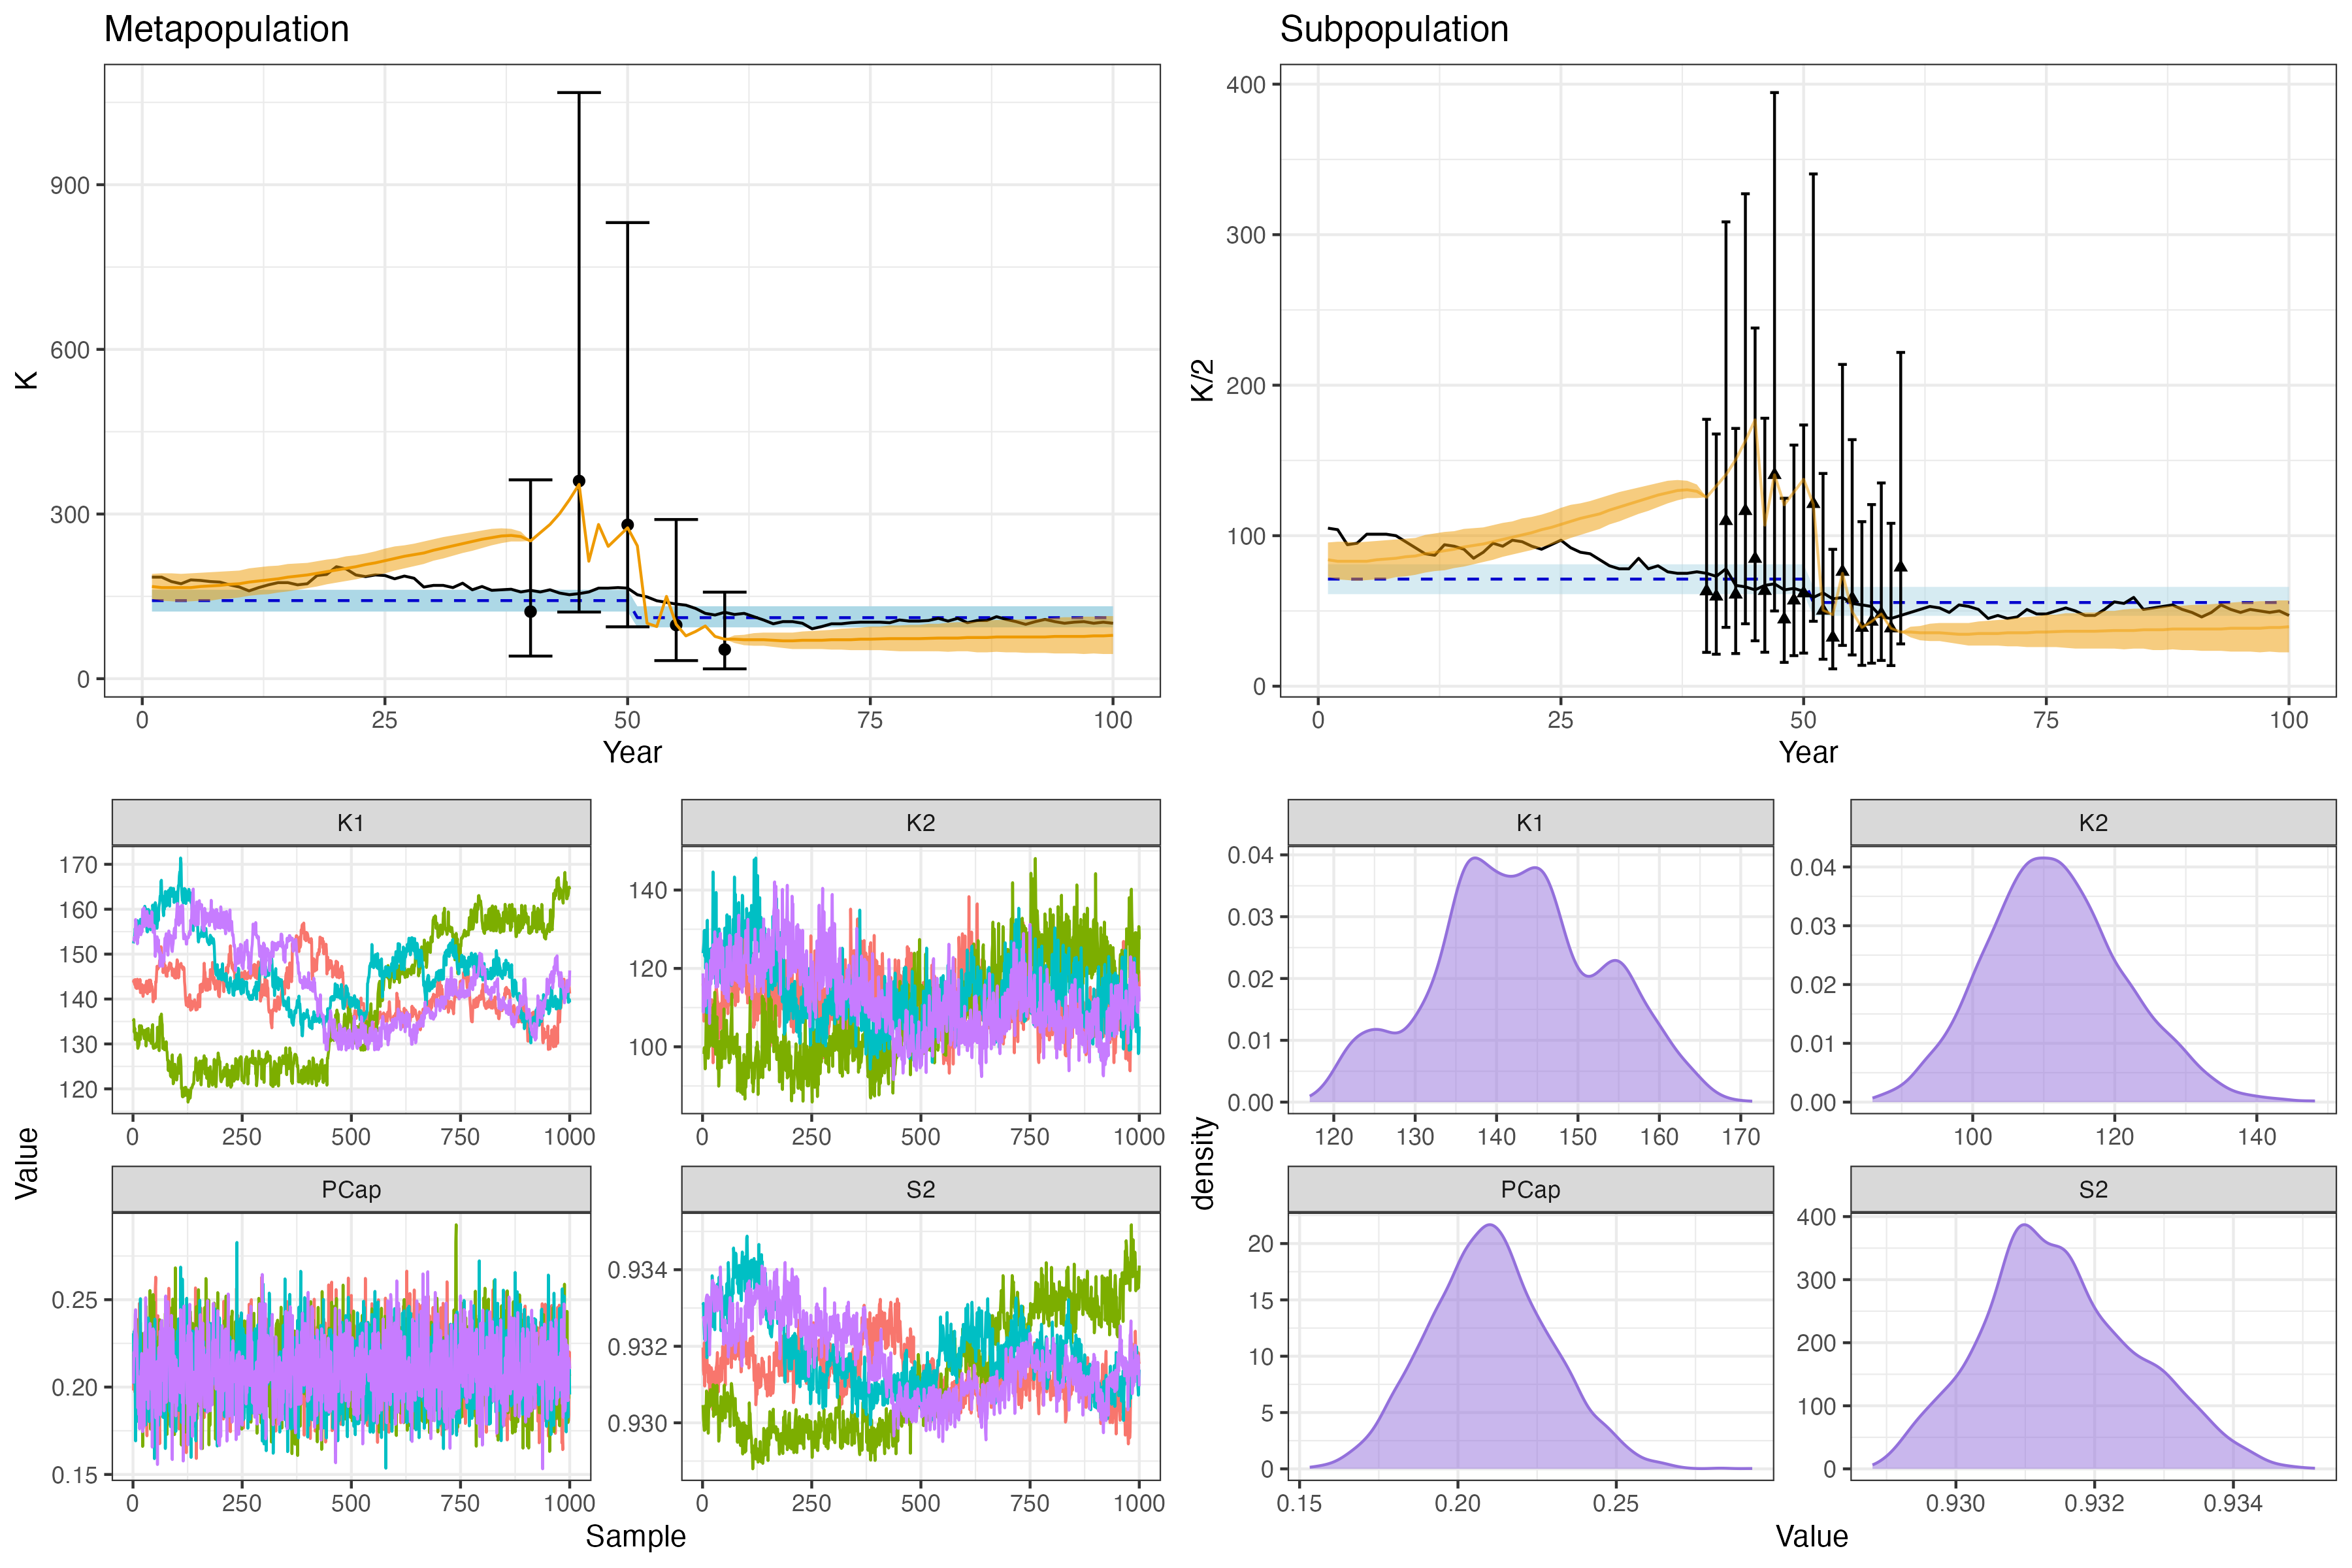 Metapopulation
Subpopulation
K
900
600
300
0
0 25 50 75 100
Year
K/2
400
300
200
100
0
0 25 50 75 100
Year
Value
K1
170
160
150
140
130
120
0 250 500 750 1000
K2
140
120
100
0 250 500 750 1000
PCap
0.25
0.20
0.15
0 250 500 750 1000
S2
0.934
0.932
0.930
0 250 500 750 1000
Sample
density
K1
0.04
0.03
0.02
0.01
0.00
120 130 140 150 160 170
K2
0.04
0.03
0.02
0.01
0.00
100 120 140
PCap
20
15
10
5
0
0.15 0.20 0.25
S2
400
300
200
100
0
0.930 0.932 0.934
Value